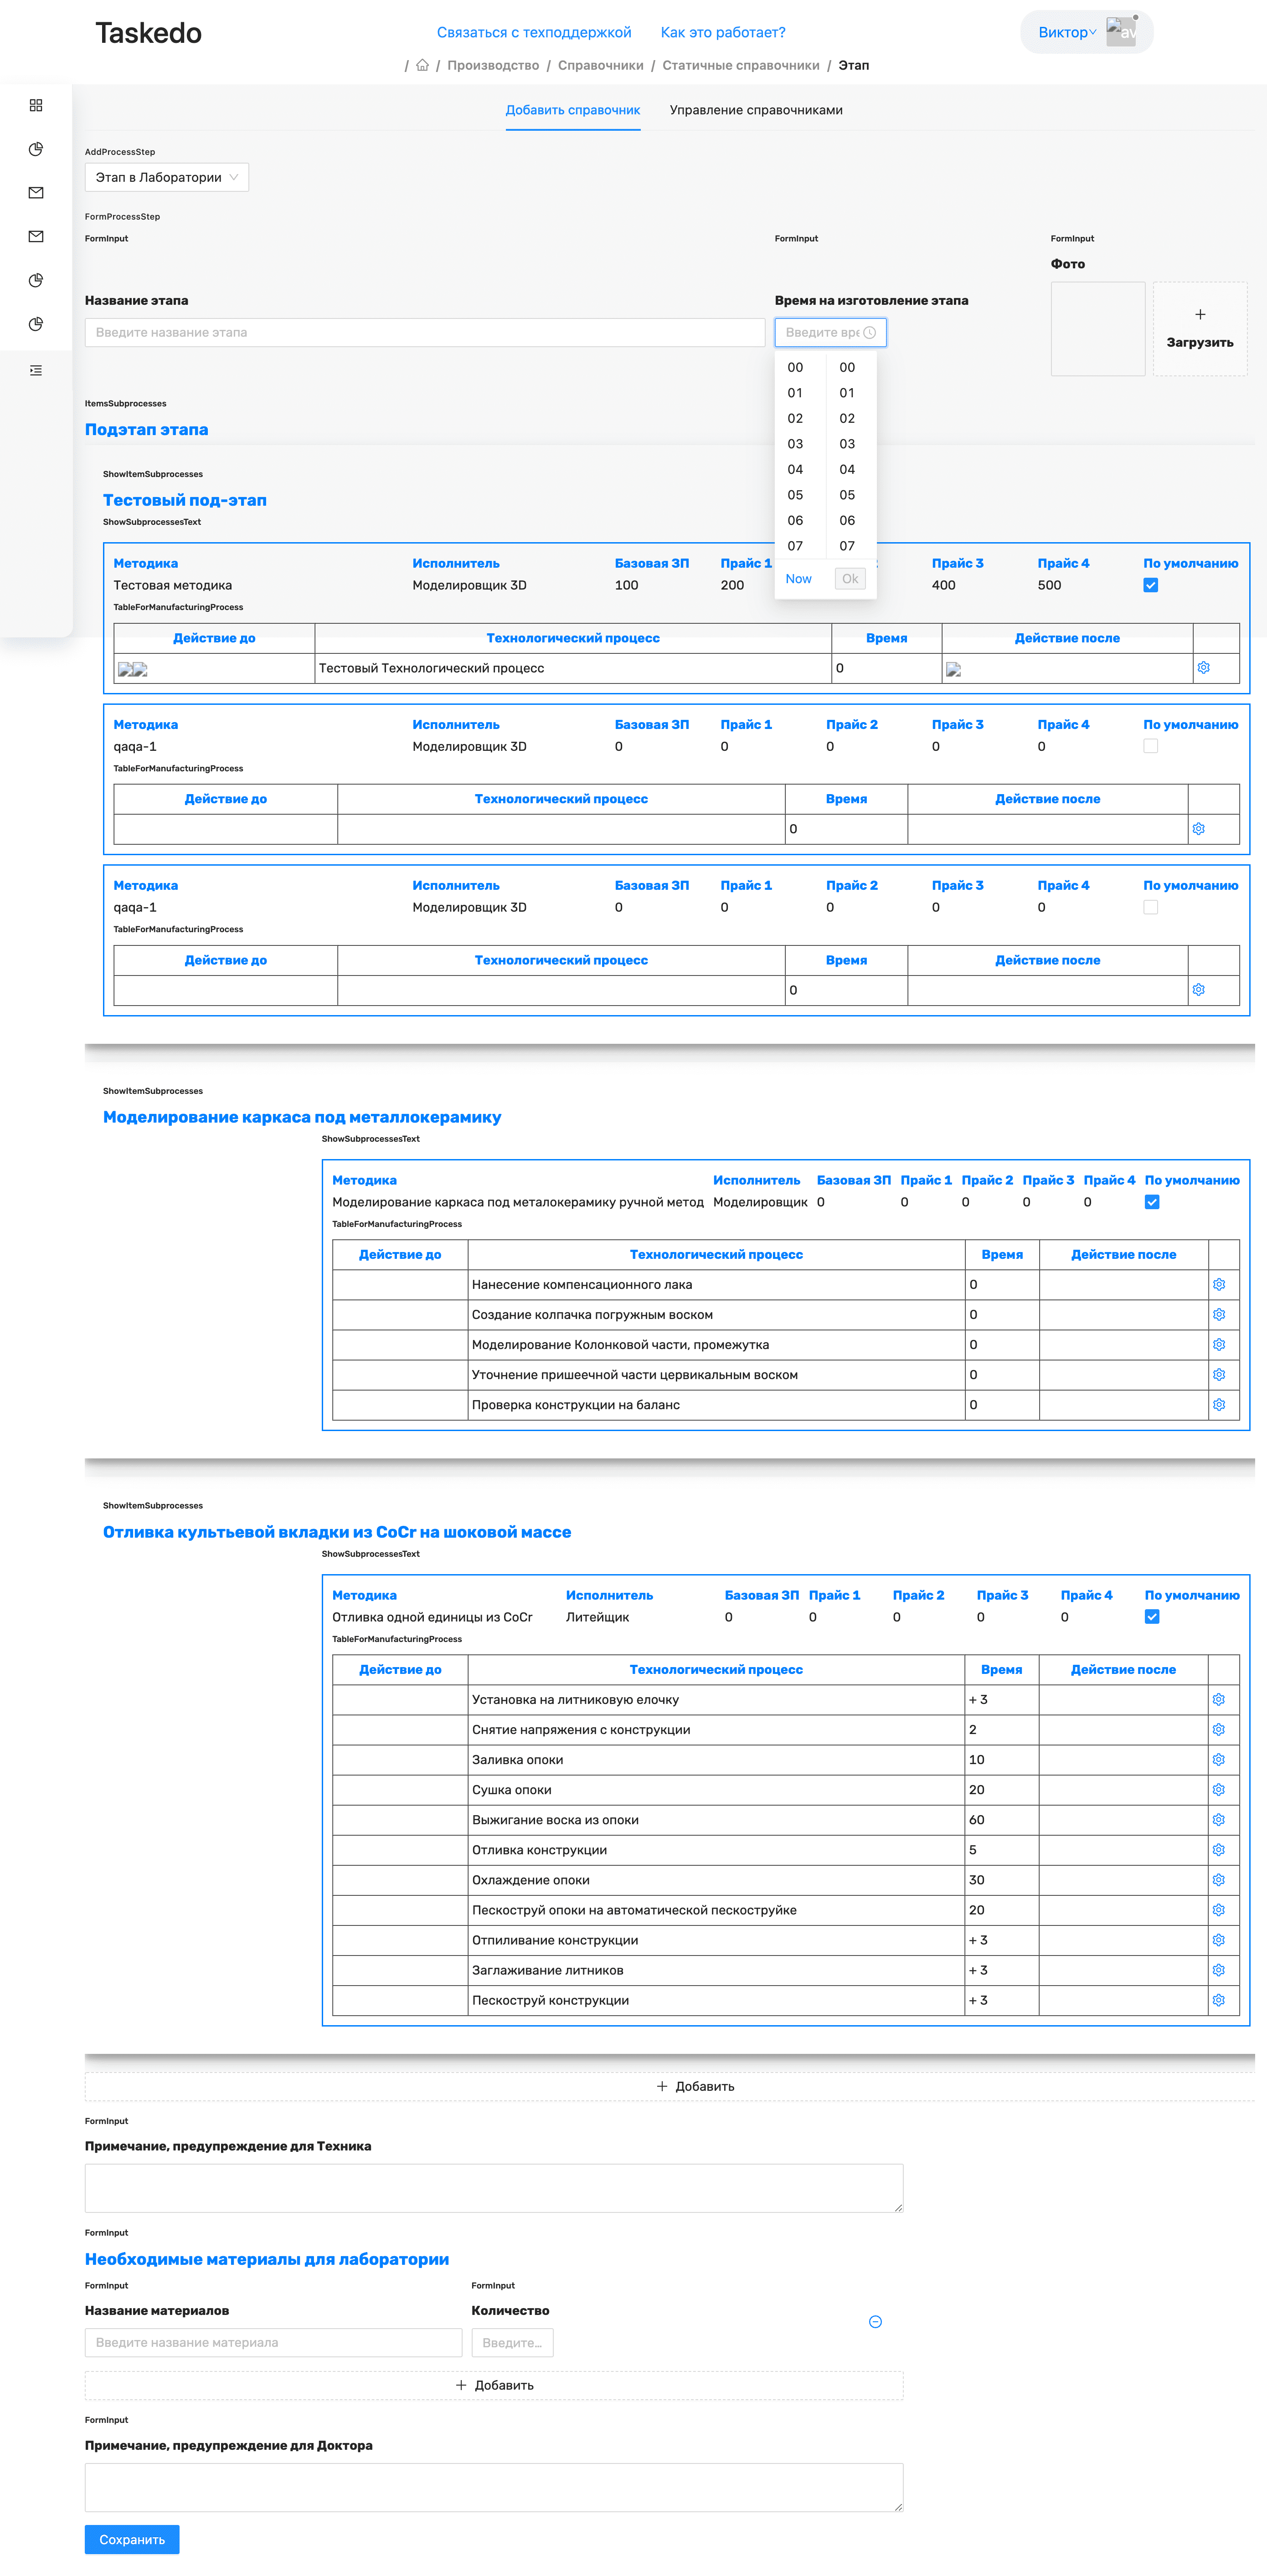 Taskedo
Связаться с техподдержкой Как это работает?
Виктор
av
/ / Производство / Справочники / Статичные справочники / Этап
Добавить справочник Управление справочниками
AddProcessStep
Этап в Лаборатории
FormProcessStep
FormInput FormInput FormInput
Фото
Название этапа Время на изготовление этапа
Введите название этапа Введите вре
Загрузить
00 00
01 01
02 02
03 03
04 04
05 05
06 06
07 07
Now Ok
ItemsSubprocesses
Подэтап этапа
ShowItemSubprocesses
Тестовый под-этап
ShowSubprocessesText
Методика Исполнитель Базовая ЗП Прайс 1 Прайс 3 Прайс 4 По умолчанию
Тестовая методика Моделировщик 3D 100 200 400 500
TableForManufacturingProcess
Действие до Технологический процесс Время Действие после
Тестовый Технологический процесс 0
Методика Исполнитель Базовая ЗП Прайс 1 Прайс 2 Прайс 3 Прайс 4 По умолчанию
qaqa-1 Моделировщик 3D 0 0 0 0 0
TableForManufacturingProcess
Действие до Технологический процесс Время Действие после
0
Методика Исполнитель Базовая ЗП Прайс 1 Прайс 2 Прайс 3 Прайс 4 По умолчанию
qaqa-1 Моделировщик 3D 0 0 0 0 0
TableForManufacturingProcess
Действие до Технологический процесс Время Действие после
0
ShowItemSubprocesses
Моделирование каркаса под металлокерамику
ShowSubprocessesText
Методика Исполнитель Базовая ЗП Прайс 1 Прайс 2 Прайс 3 Прайс 4 По умолчанию
Моделирование каркаса под металокерамику ручной метод Моделировщик 0 0 0 0 0
TableForManufacturingProcess
Действие до Технологический процесс Время Действие после
Нанесение компенсационного лака 0
Создание колпачка погружным воском 0
Моделирование Колонковой части, промежутка 0
Уточнение пришеечной части цервикальным воском 0
Проверка конструкции на баланс 0
ShowItemSubprocesses
Отливка культьевой вкладки из CoCr на шоковой массе
ShowSubprocessesText
Методика Исполнитель Базовая ЗП Прайс 1 Прайс 2 Прайс 3 Прайс 4 По умолчанию
Отливка одной единицы из CoCr Литейщик 0 0 0 0 0
TableForManufacturingProcess
Действие до Технологический процесс Время Действие после
Установка на литниковую елочку + 3
Снятие напряжения с конструкции 2
Заливка опоки 10
Сушка опоки 20
Выжигание воска из опоки 60
Отливка конструкции 5
Охлаждение опоки 30
Пескоструй опоки на автоматической пескоструйке 20
Отпиливание конструкции + 3
Заглаживание литников + 3
Пескоструй конструкции + 3
Добавить
FormInput
Примечание, предупреждение для Техника
FormInput
Необходимые материалы для лаборатории
FormInput FormInput
Название материалов Количество
Введите название материала Введите...
Добавить
FormInput
Примечание, предупреждение для Доктора
Сохранить